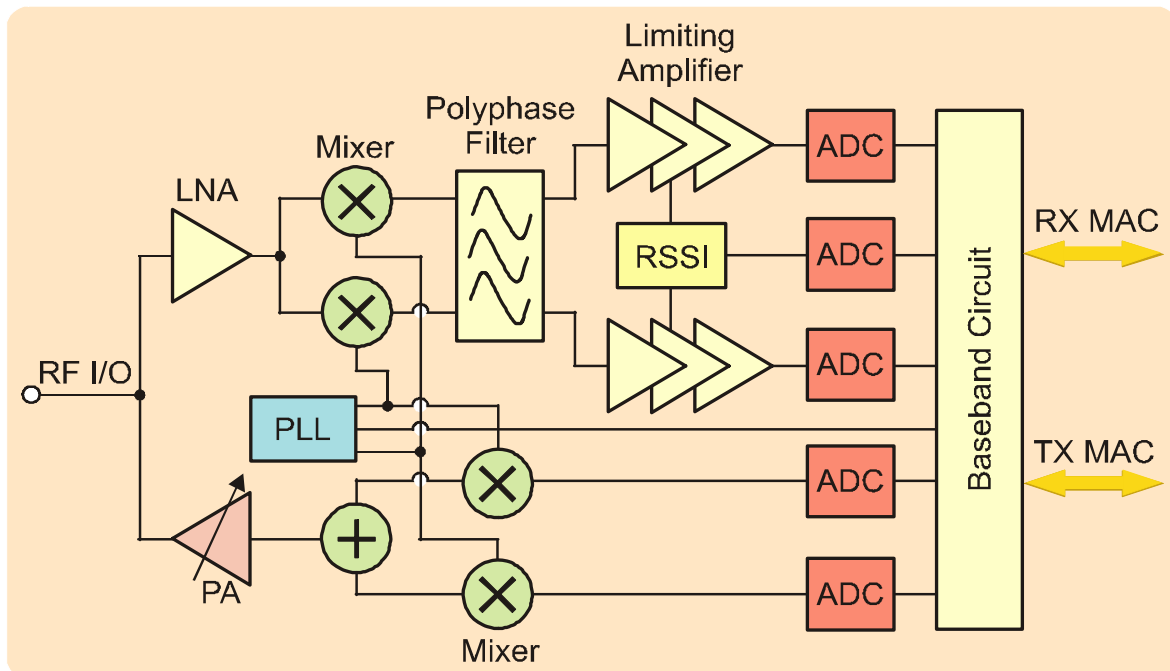 Limiting
Amplifier
Polyphase
Filter
Mixer
LNA
ADC
RX MAC
RSSI
ADC
ADC
RF I/O
PLL
Baseband Circuit
ADC
TX MAC
PA
ADC
Mixer